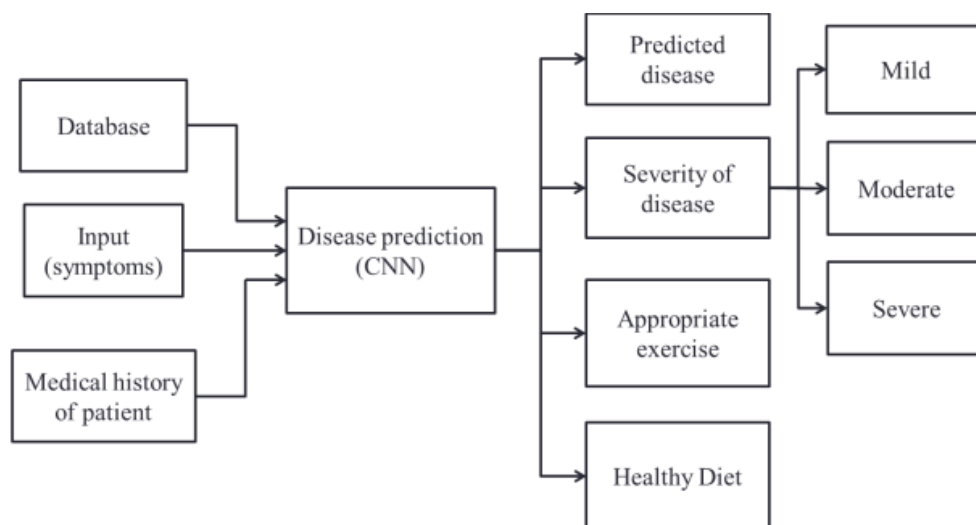 Database
Input
(symptoms)
Medical history
of patient
Disease prediction
(CNN)
Predicted
disease
Severity of
disease
Appropriate
exercise
Healthy Diet
Mild
Moderate
Severe